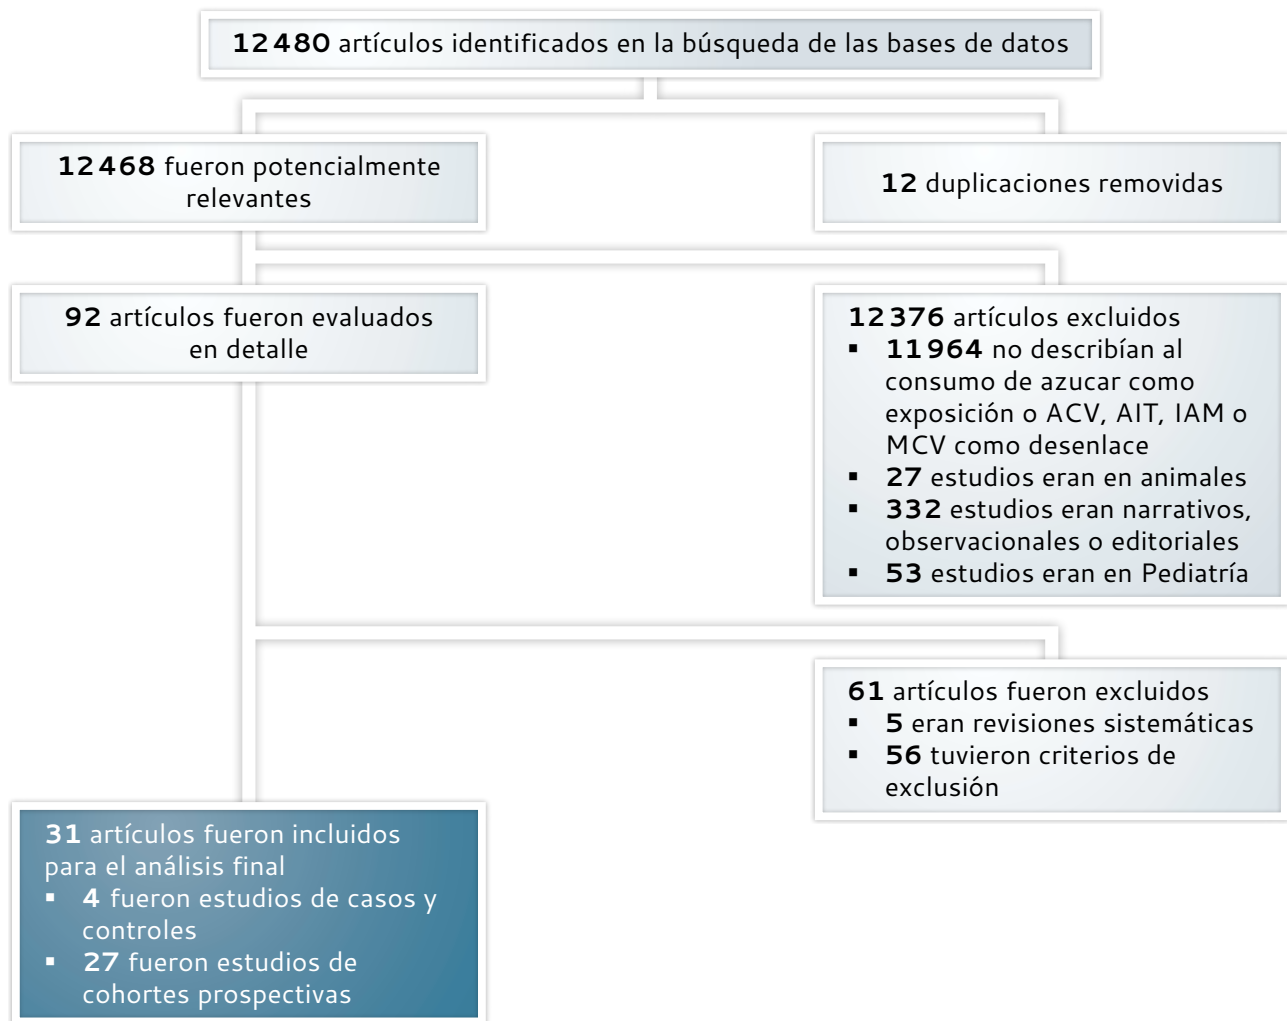 12 480 artículos identificados en la búsqueda de las bases de datos
12 468 fueron potencialmente
relevantes
12 duplicaciones removidas
92 artículos fueron evaluados
en detalle
12 376 artículos excluidos
▪ 11 964 no describían al
consumo de azucar como
exposición o ACV, AIT, IAM o
MCV como desenlace
▪ 27 estudios eran en animales
▪ 332 estudios eran narrativos,
observacionales o editoriales
▪ 53 estudios eran en Pediatría
61 artículos fueron excluidos
▪ 5 eran revisiones sistemáticas
▪ 56 tuvieron criterios de
exclusión
31 artículos fueron incluidos
para el análisis final
▪ 4 fueron estudios de casos y
controles
▪ 27 fueron estudios de
cohortes prospectivas